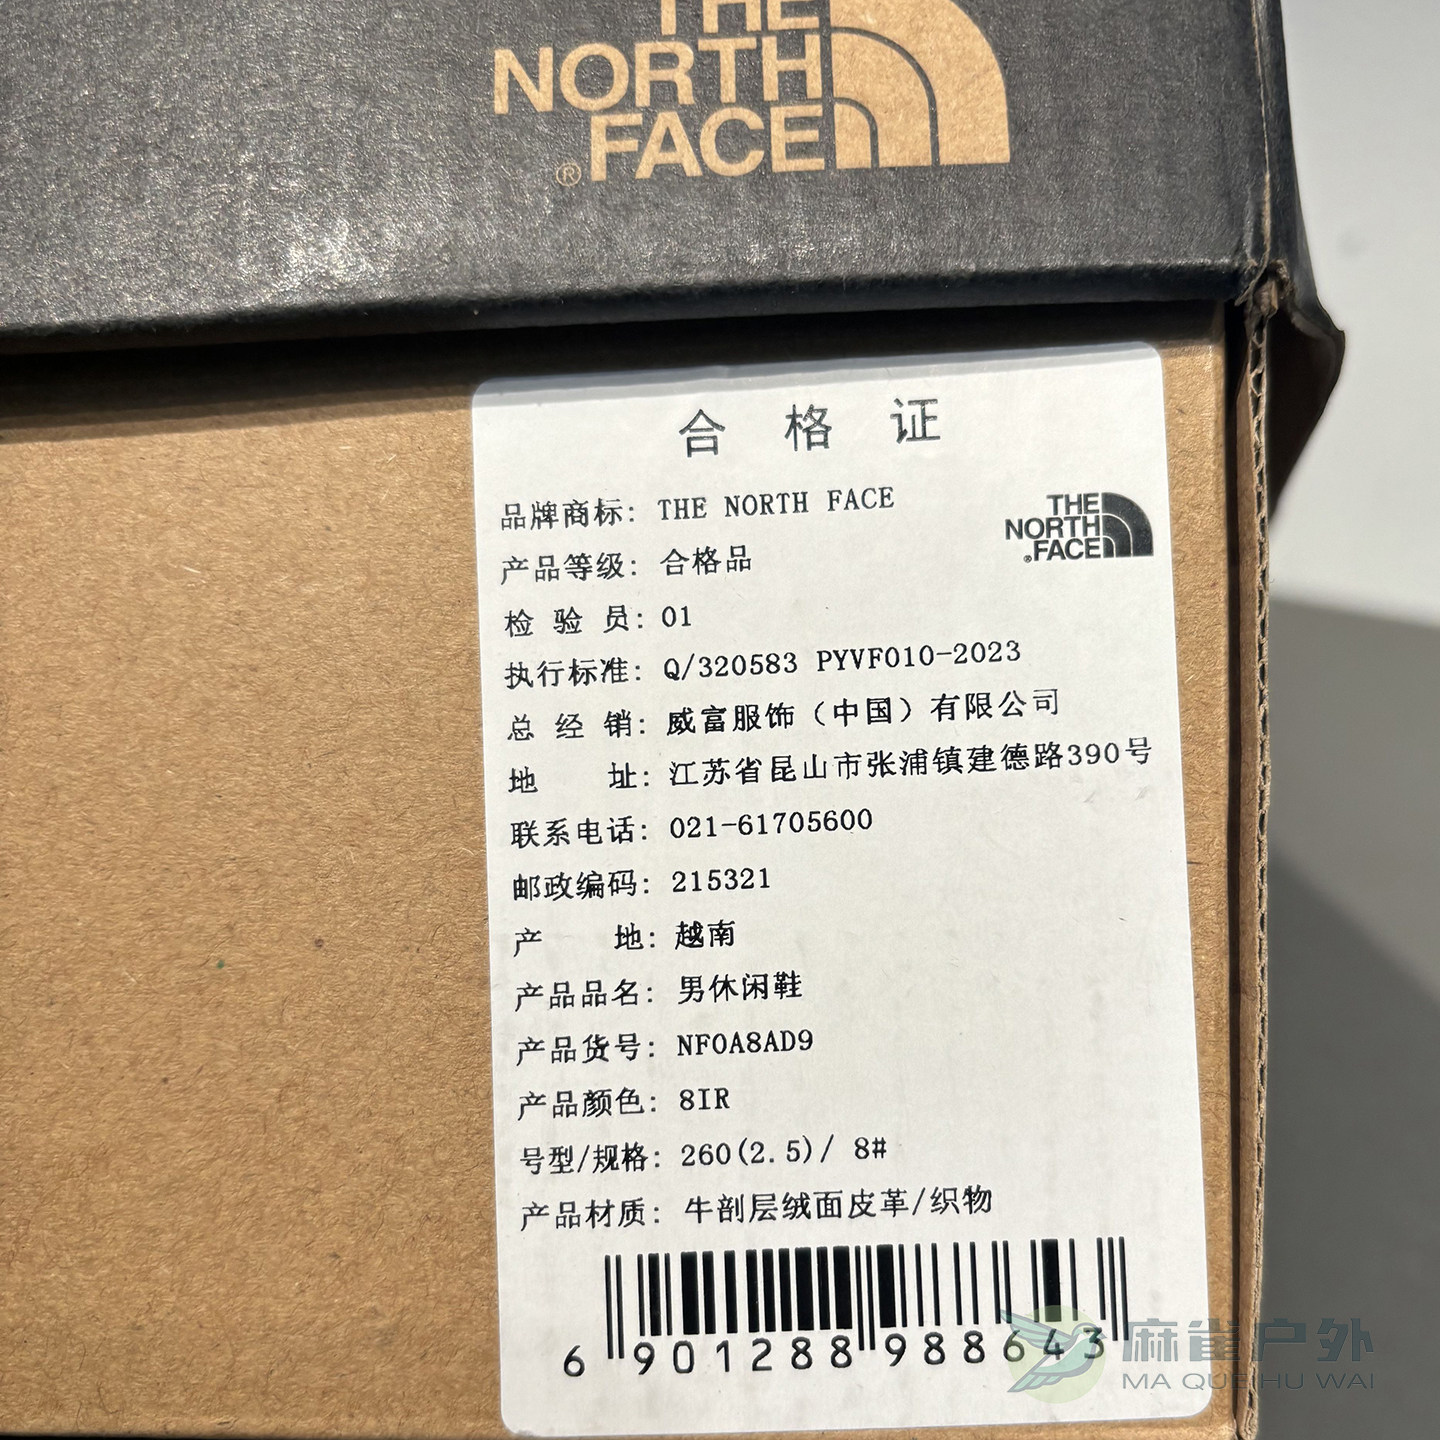 THE
NORTH
FACE
®
合格证
品牌商标: THE NORTH FACE
THE
NORTH
FACE
®
产品等级: 合格品
检验员: 01
执行标准: Q/320583 PYVF010-2023
总经销: 威富服饰（中国）有限公司
地址: 江苏省昆山市张浦镇建德路390号
联系电话: 021-61705600
邮政编码: 215321
产地: 越南
产品品名: 男休闲鞋
产品货号: NF0A8AD9
产品颜色: 8IR
号型/规格: 260(2.5)/ 8#
产品材质: 牛剖层绒面皮革/织物
6 901288 988643
麻雀户外
MA QUE HU WAI